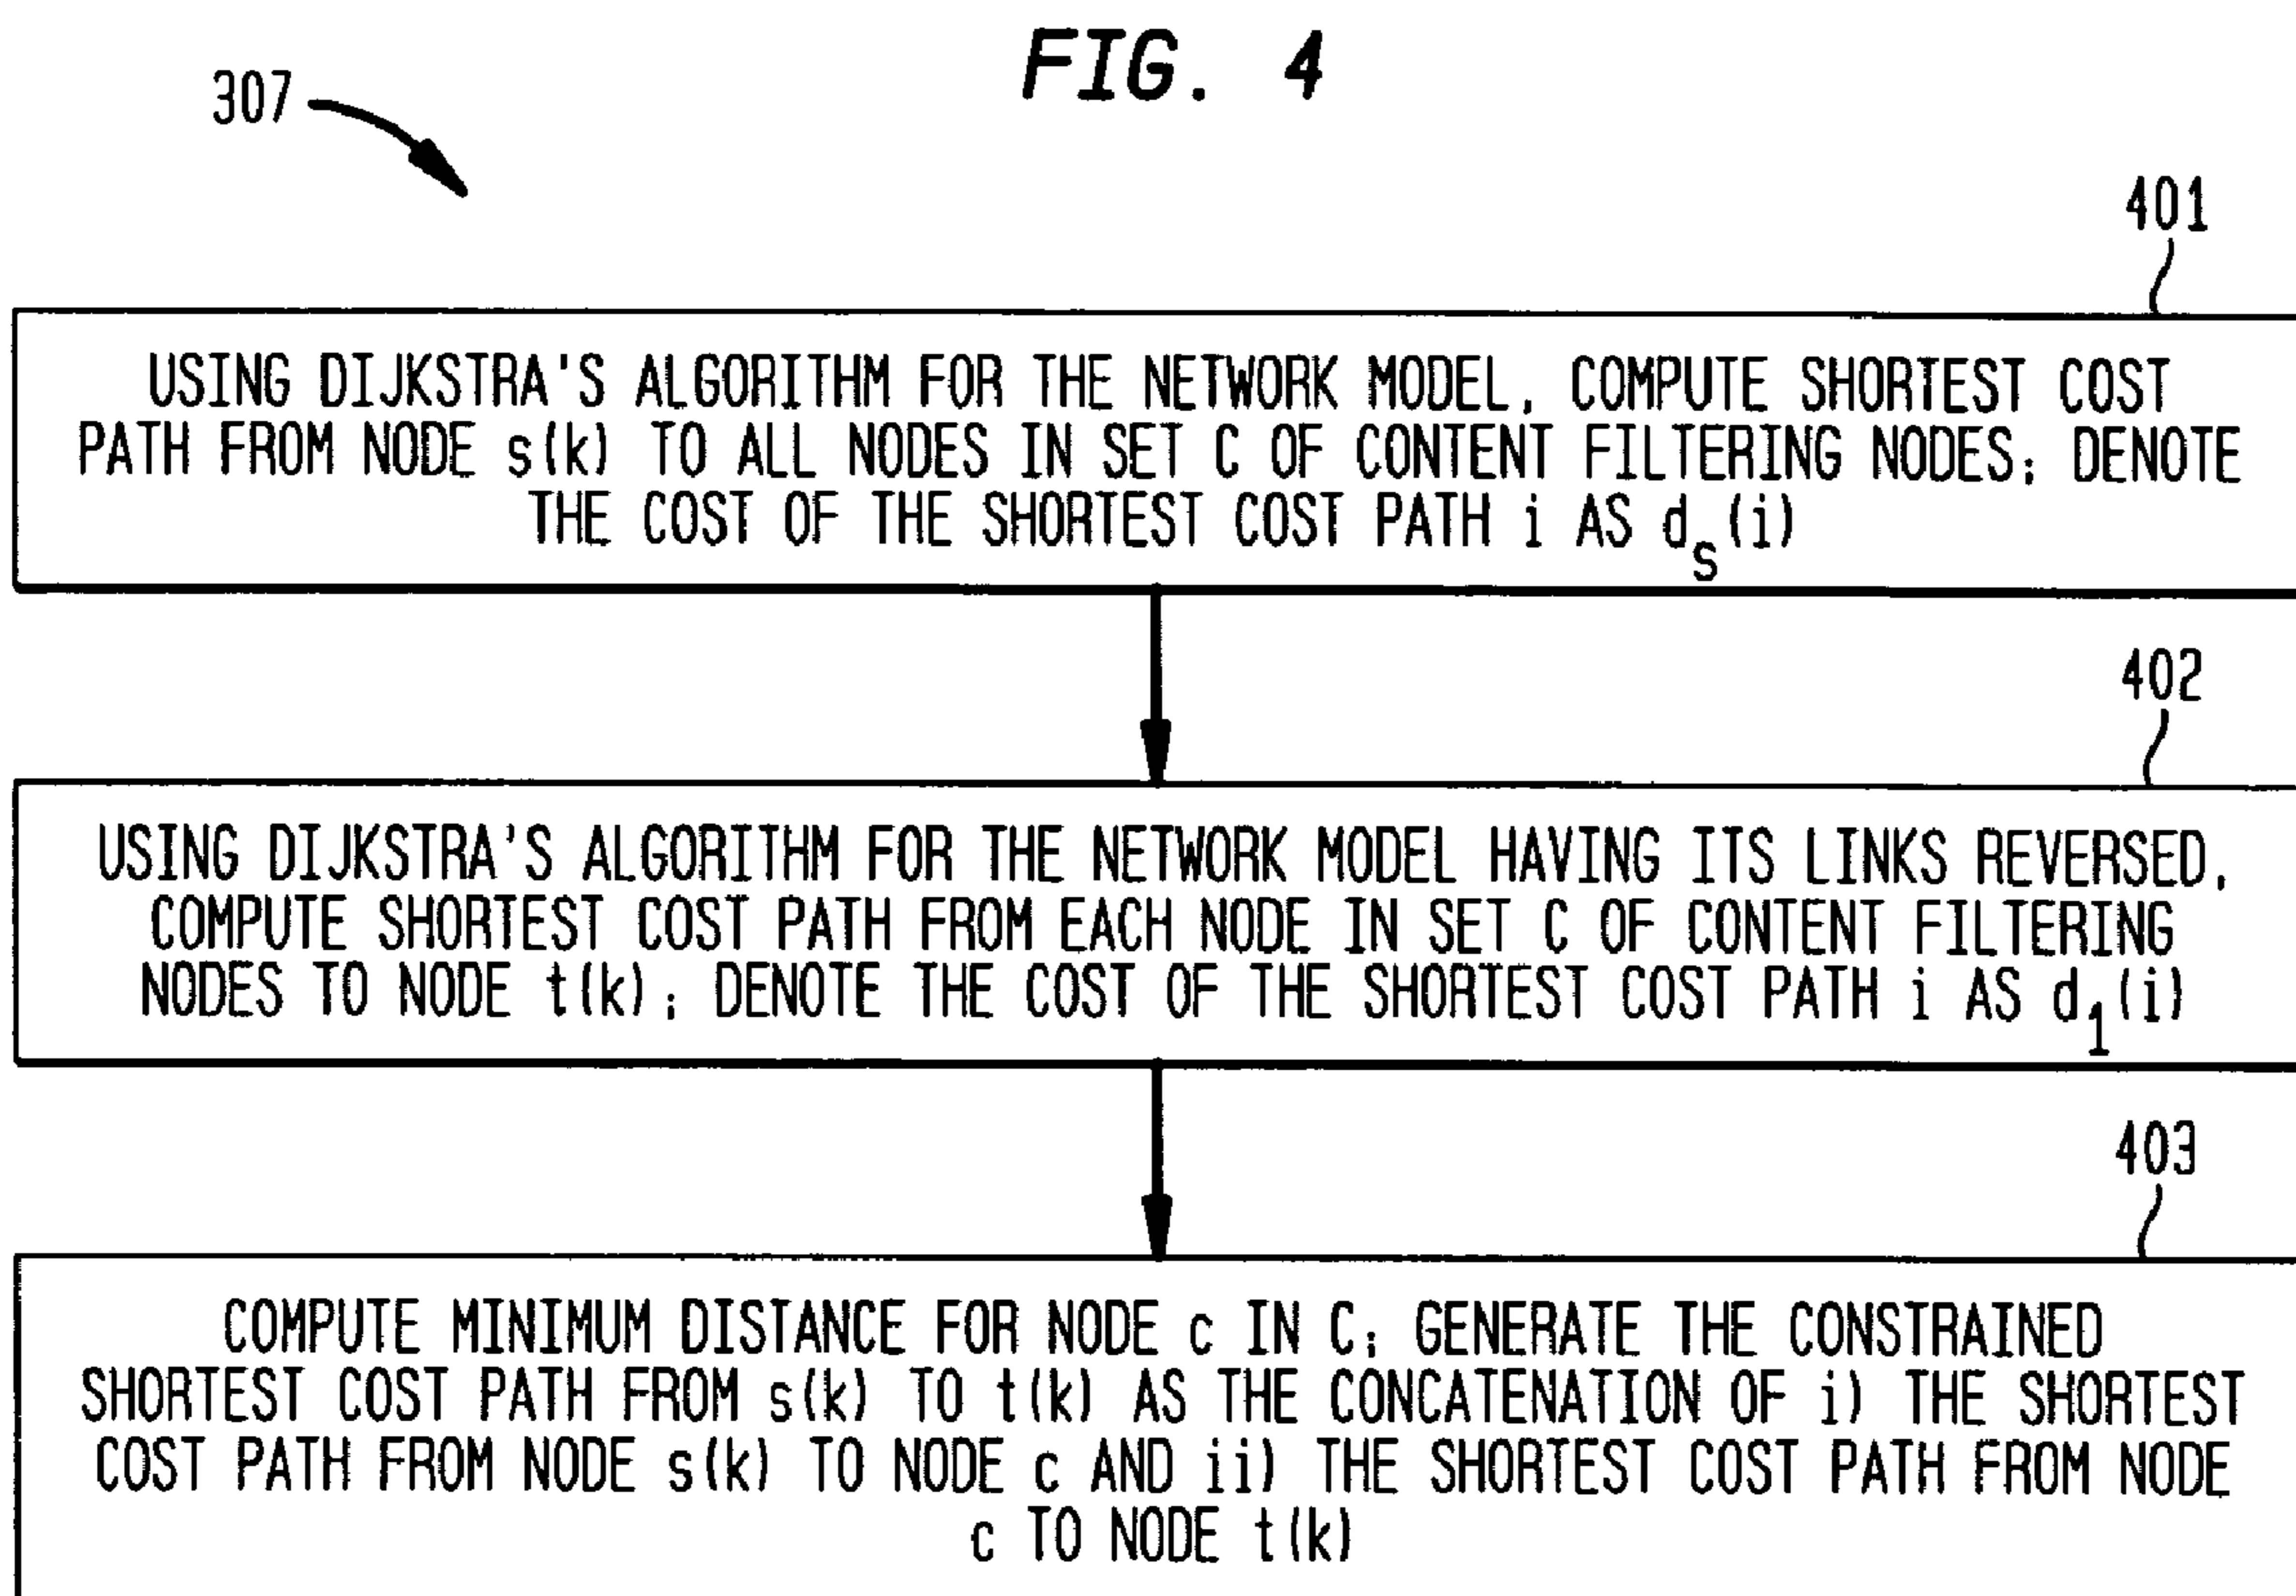 FIG. 4
307
401
USING DIJKSTRA'S ALGORITHM FOR THE NETWORK MODEL, COMPUTE SHORTEST COST
PATH FROM NODE s(k) TO ALL NODES IN SET C OF CONTENT FILTERING NODES; DENOTE
THE COST OF THE SHORTEST COST PATH i AS d_s(i)
402
USING DIJKSTRA'S ALGORITHM FOR THE NETWORK MODEL HAVING ITS LINKS REVERSED,
COMPUTE SHORTEST COST PATH FROM EACH NODE IN SET C OF CONTENT FILTERING
NODES TO NODE t(k); DENOTE THE COST OF THE SHORTEST COST PATH i AS d_1(i)
403
COMPUTE MINIMUM DISTANCE FOR NODE c IN C; GENERATE THE CONSTRAINED
SHORTEST COST PATH FROM s(k) TO t(k) AS THE CONCATENATION OF i) THE SHORTEST
COST PATH FROM NODE s(k) TO NODE c AND ii) THE SHORTEST COST PATH FROM NODE
c TO NODE t(k)